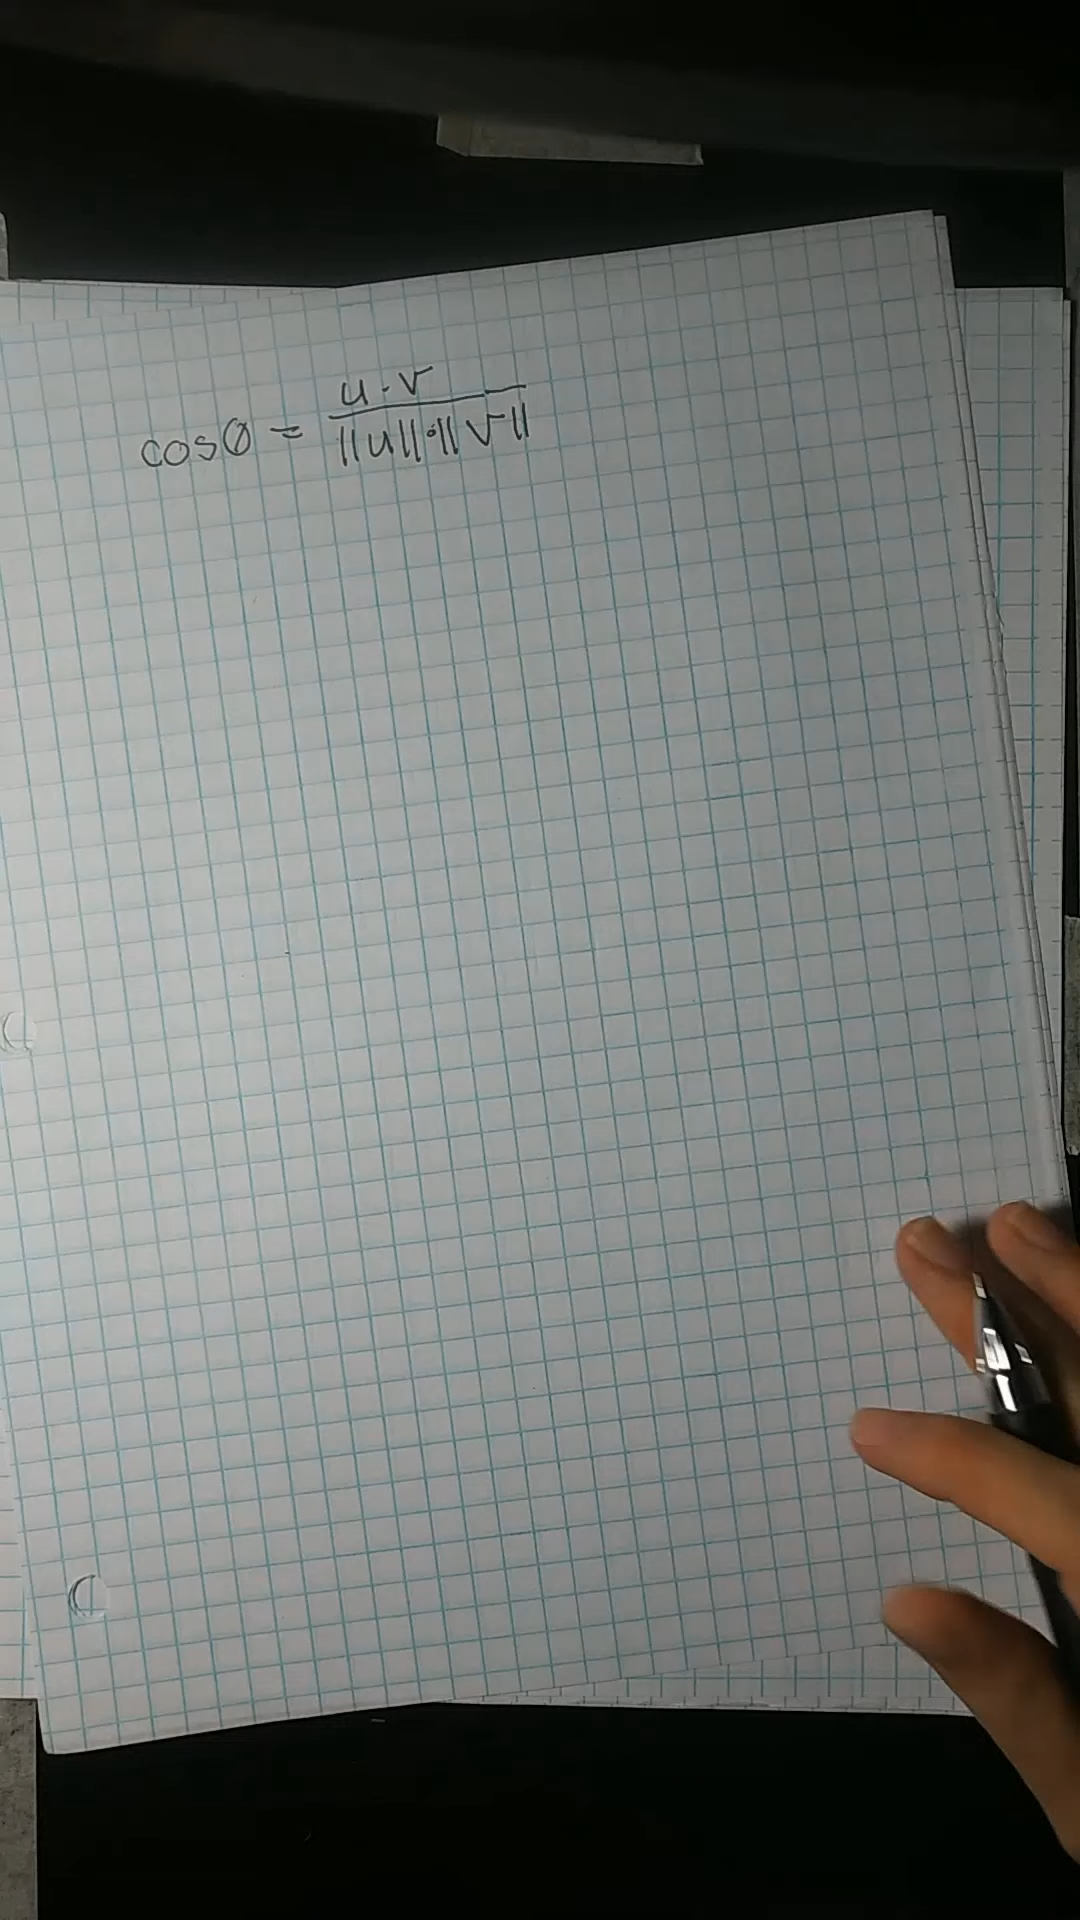 cosθ = u · v / ||u|| · ||v||